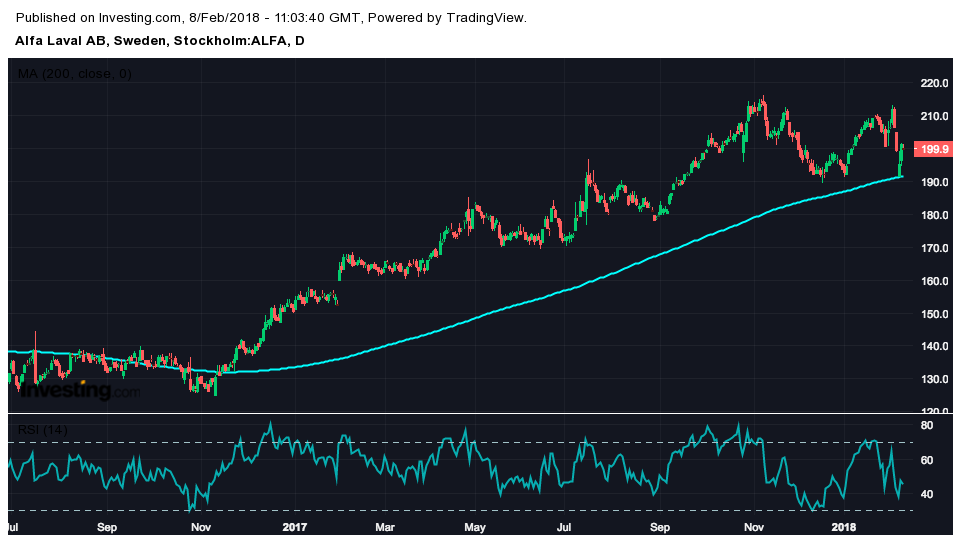 Published on Investing.com, 8/Feb/2018 - 11:03:40 GMT, Powered by TradingView.
Alfa Laval AB, Sweden, Stockholm:ALFA, D
MA (200, close, 0)
220.0
210.0
199.9
190.0
180.0
170.0
160.0
150.0
140.0
130.0
120.0
Investing.com
RSI (14)
80
60
40
Jul Sep Nov 2017 Mar May Jul Sep Nov 2018